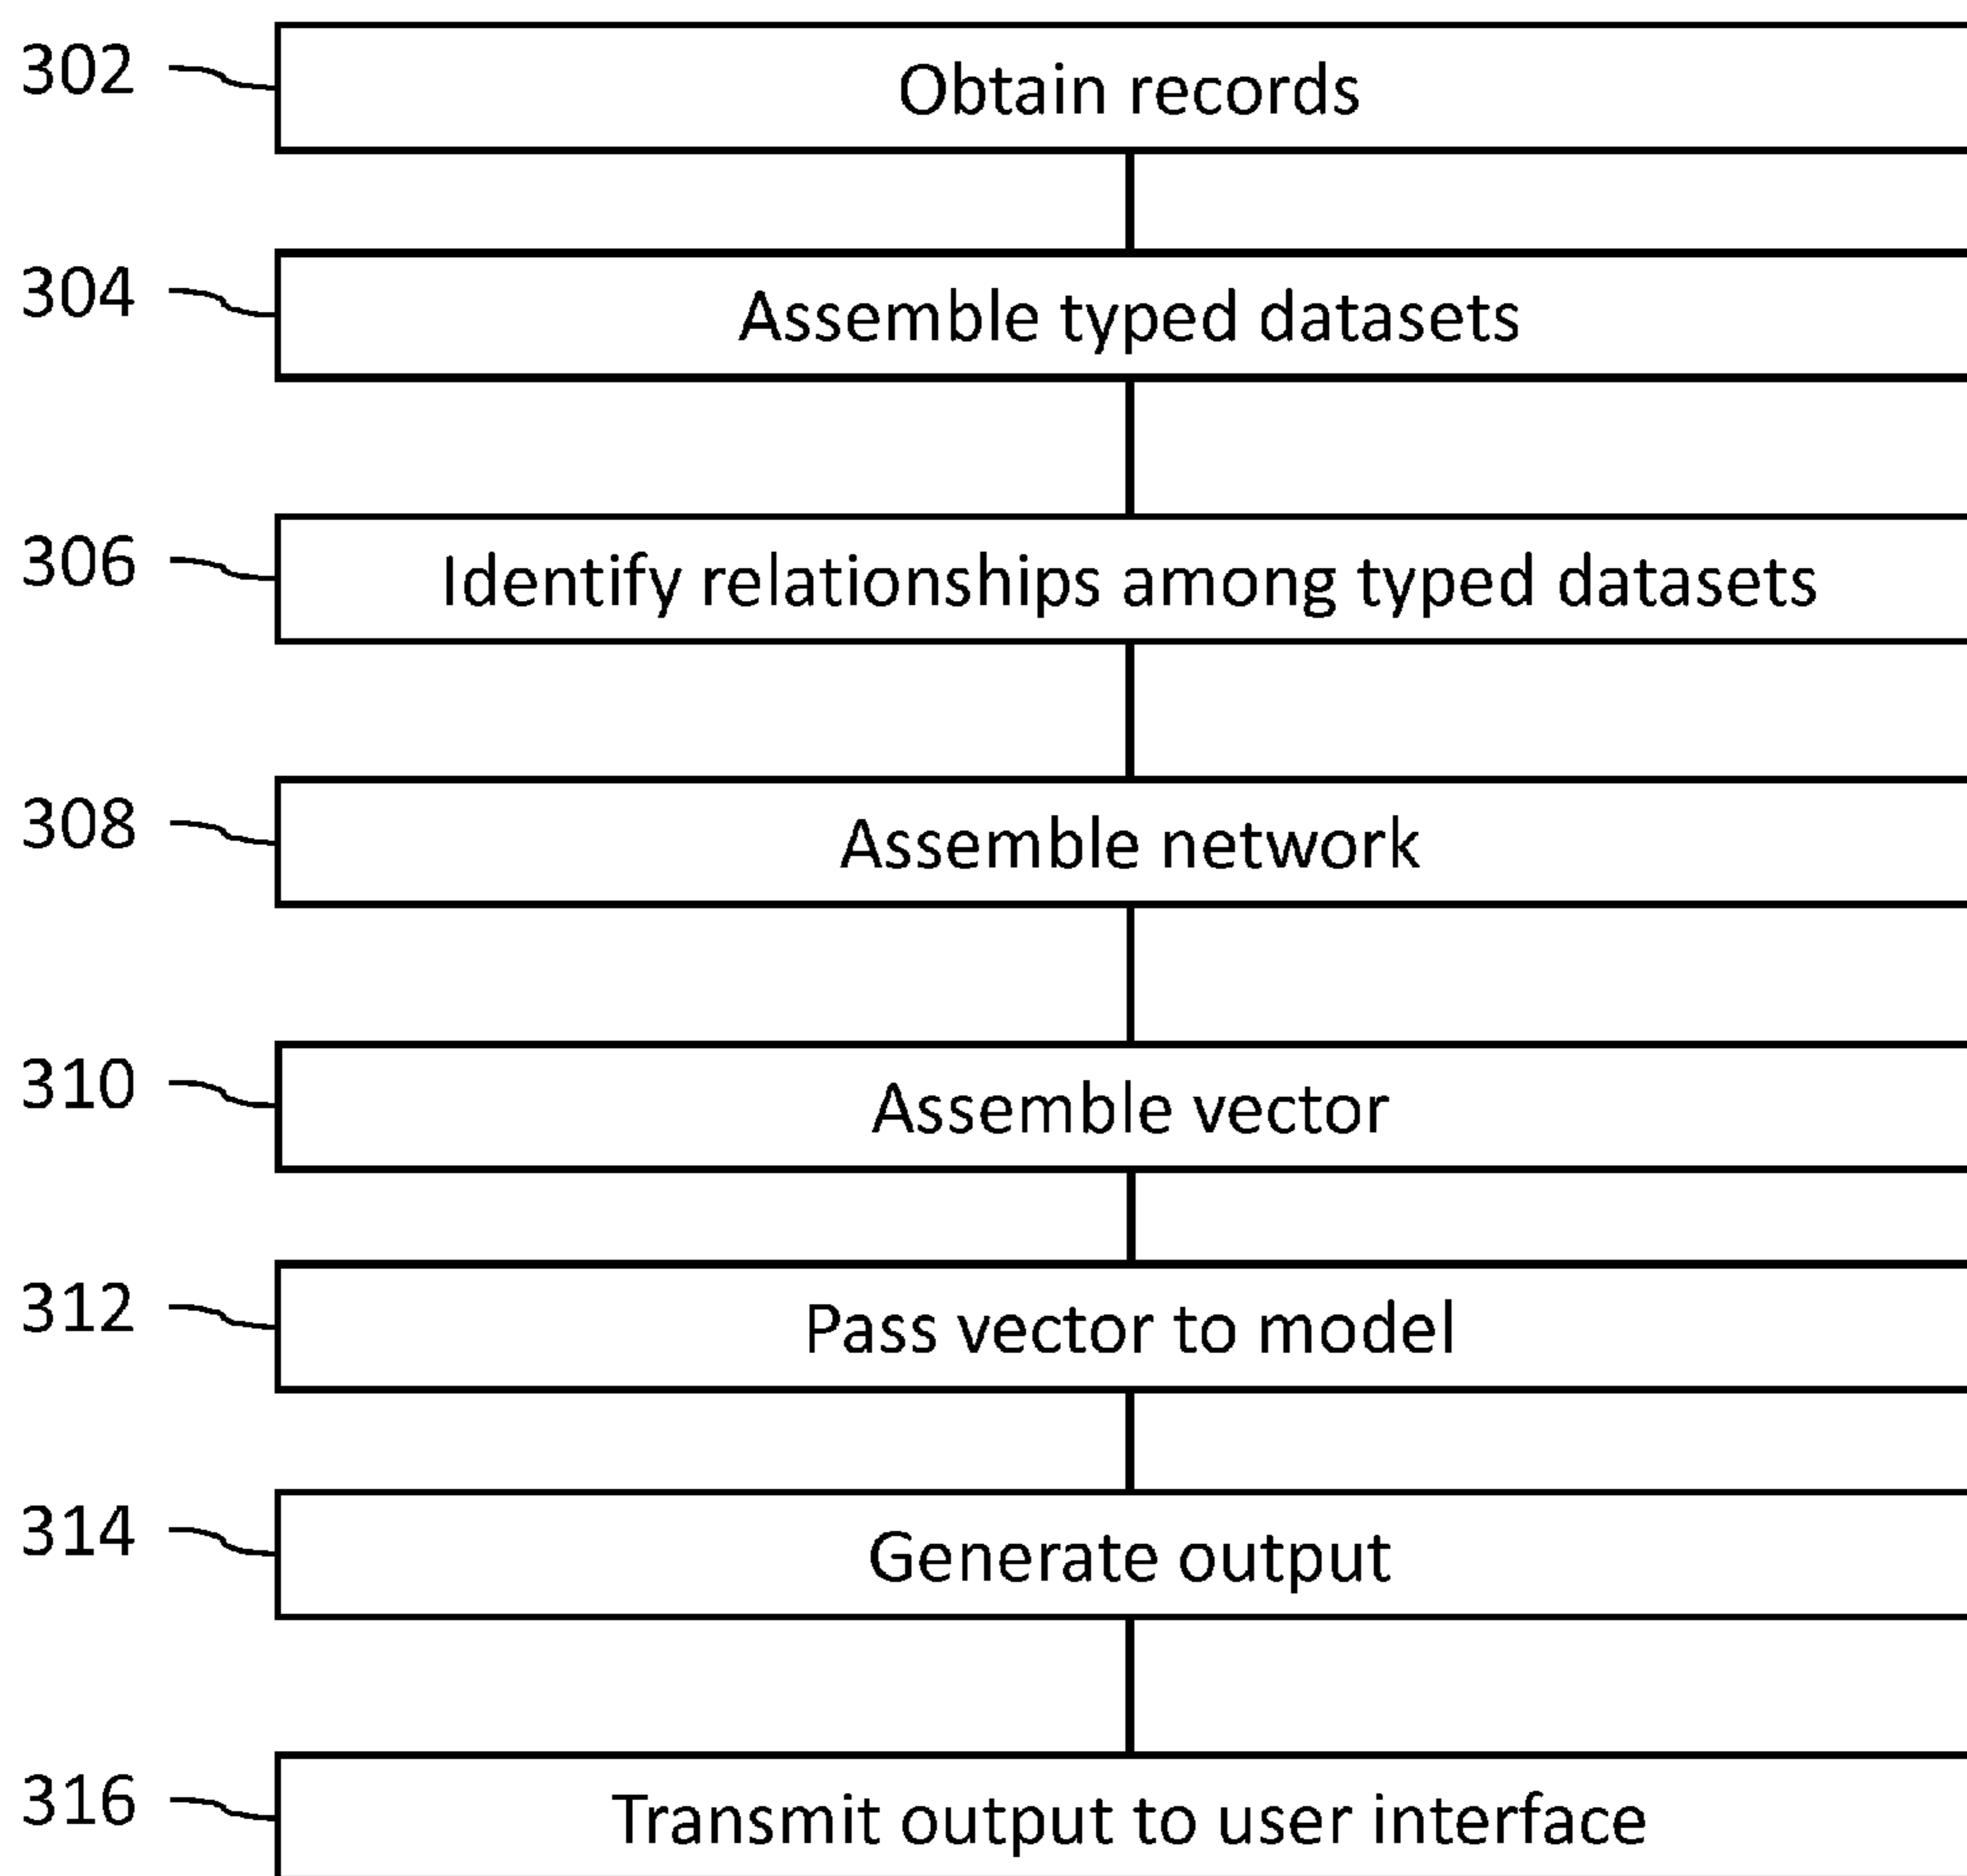 302 Obtain records
304 Assemble typed datasets
306 Identify relationships among typed datasets
308 Assemble network
310 Assemble vector
312 Pass vector to model
314 Generate output
316 Transmit output to user interface